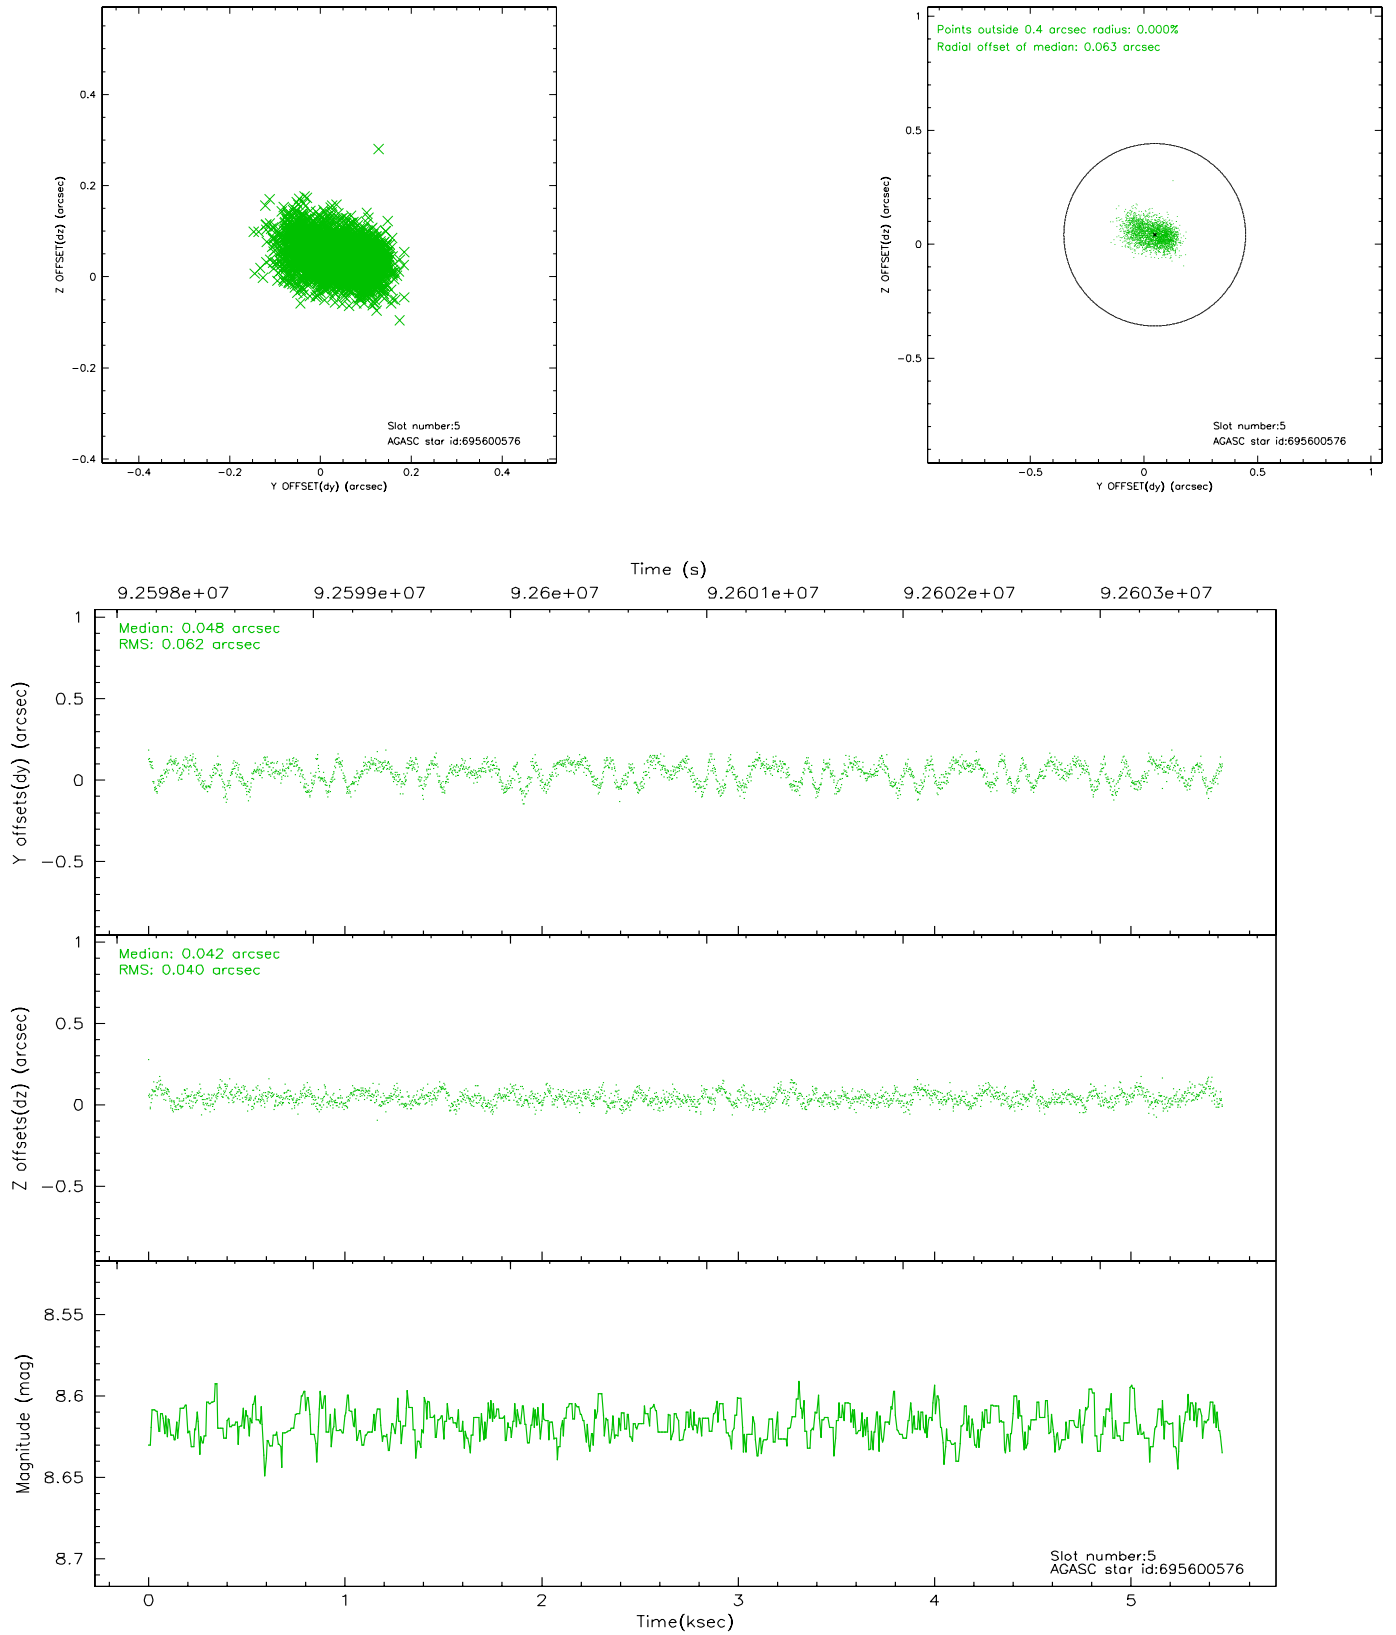 0.4
0.2
0
−0.2
−0.4
Z OFFSET(dz) (arcsec)
Slot number:5
AGASC star id:695600576
−0.4
−0.2
0
0.2
0.4
Y OFFSET(dy) (arcsec)
Points outside 0.4 arcsec radius: 0.000%
Radial offset of median: 0.063 arcsec
1
0.5
0
−0.5
Z OFFSET(dz) (arcsec)
Slot number:5
AGASC star id:695600576
−0.5
0
0.5
1
Y OFFSET(dy) (arcsec)
Time (s)
9.2598e+07
9.2599e+07
9.26e+07
9.2601e+07
9.2602e+07
9.2603e+07
Median: 0.048 arcsec
RMS: 0.062 arcsec
1
0.5
0
−0.5
Y offsets(dy) (arcsec)
Median: 0.042 arcsec
RMS: 0.040 arcsec
1
0.5
0
−0.5
Z offsets(dz) (arcsec)
8.55
8.6
8.65
8.7
Magnitude (mag)
Slot number:5
AGASC star id:695600576
0
1
2
3
4
5
Time(ksec)